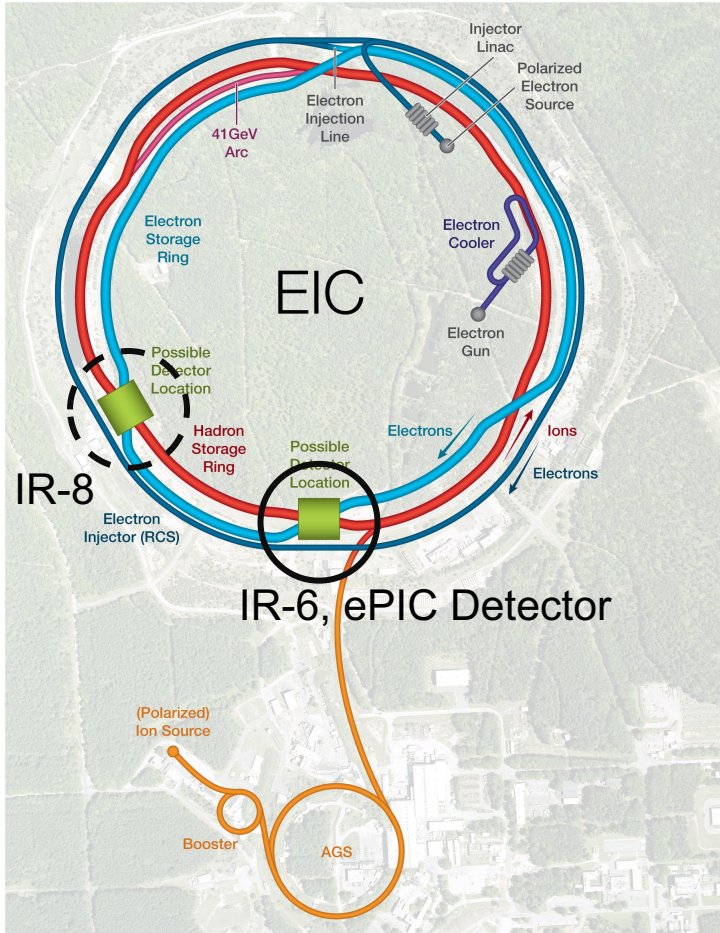 Injector
Linac
Polarized
Electron
Source
Electron
Injection
Line
41GeV
Arc
Electron
Storage
Ring
Electron
Cooler
EIC
Electron
Gun
Possible
Detector
Location
Hadron
Storage
Ring
Electrons
Ions
Possible
Detector
Location
Electrons
IR-8
Electron
Injector (RCS)
IR-6, ePIC Detector
(Polarized)
Ion Source
Booster
AGS